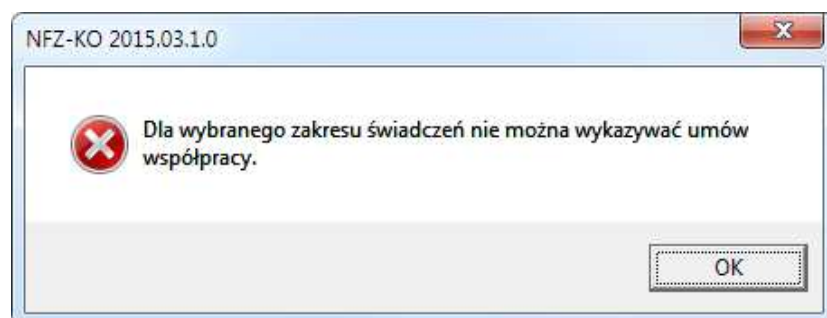 NFZ-KO 2015.03.1.0
Dla wybranego zakresu świadczeń nie można wykazywać umów
współpracy.
OK